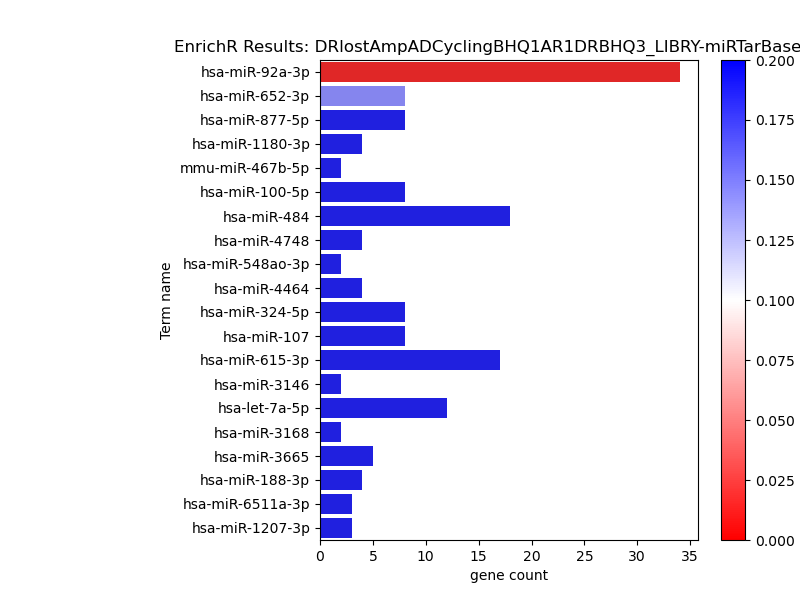 EnrichR Results: DRlostAmpADCyclingBHQ1AR1DRBHQ3_LIBRY-miRTarBase
Term name
hsa-miR-92a-3p
hsa-miR-652-3p
hsa-miR-877-5p
hsa-miR-1180-3p
mmu-miR-467b-5p
hsa-miR-100-5p
hsa-miR-484
hsa-miR-4748
hsa-miR-548ao-3p
hsa-miR-4464
hsa-miR-324-5p
hsa-miR-107
hsa-miR-615-3p
hsa-miR-3146
hsa-let-7a-5p
hsa-miR-3168
hsa-miR-3665
hsa-miR-188-3p
hsa-miR-6511a-3p
hsa-miR-1207-3p
0 5 10 15 20 25 30 35
gene count
0.200
0.175
0.150
0.125
0.100
0.075
0.050
0.025
0.000